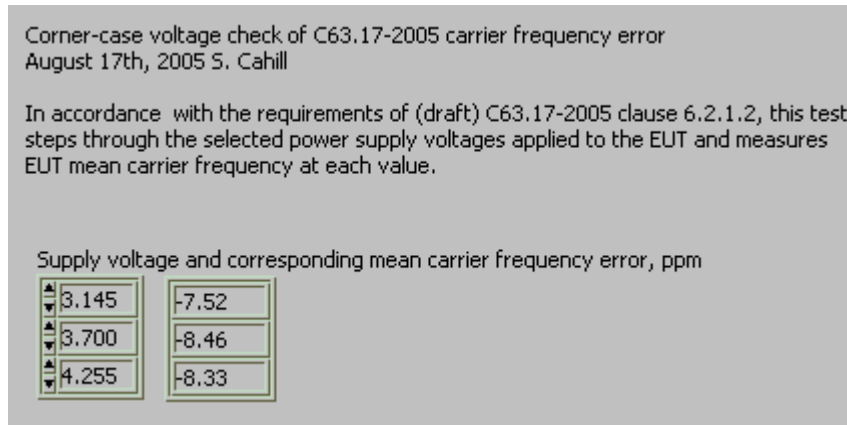 Corner-case voltage check of C63.17-2005 carrier frequency error
August 17th, 2005 S. Cahill
In accordance with the requirements of (draft) C63.17-2005 clause 6.2.1.2, this test
steps through the selected power supply voltages applied to the EUT and measures
EUT mean carrier frequency at each value.
Supply voltage and corresponding mean carrier frequency error, ppm
3.145 -7.52
3.700 -8.46
4.255 -8.33